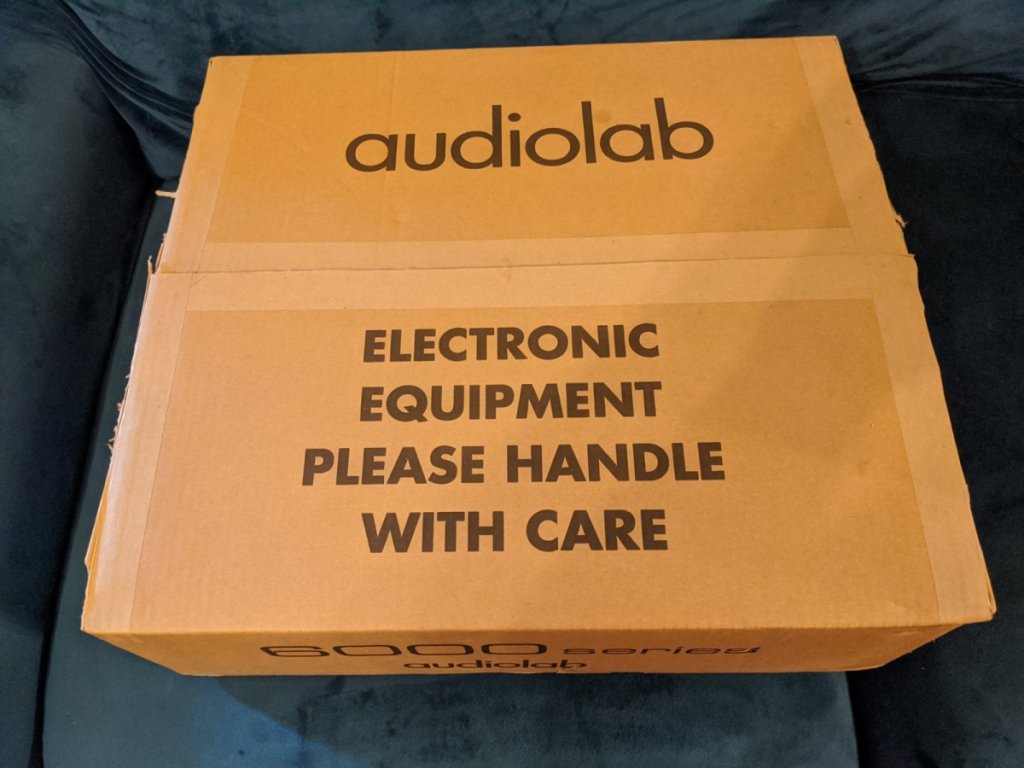 audiolab
ELECTRONIC
EQUIPMENT
PLEASE HANDLE
WITH CARE
6000 series
audiolab